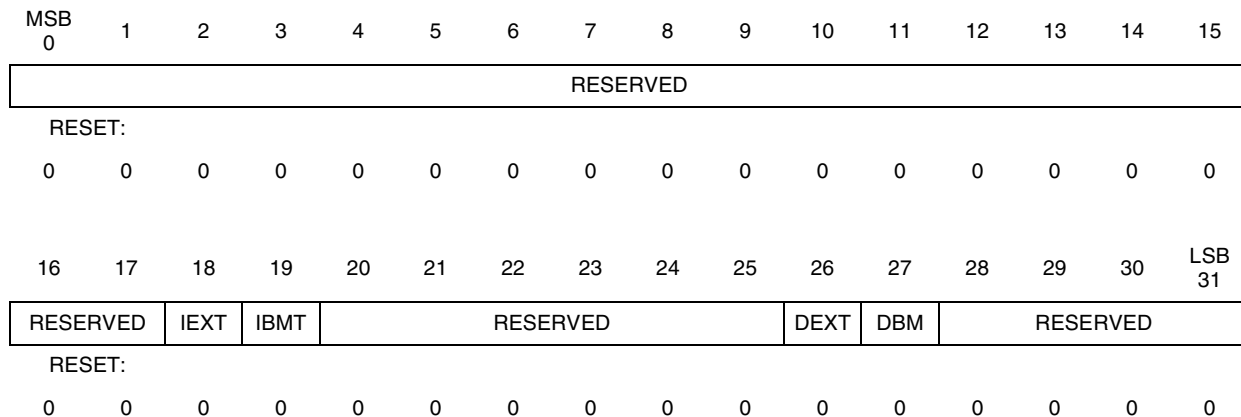 MSB
0 1 2 3 4 5 6 7 8 9 10 11 12 13 14 15
RESERVED
RESET:
0 0 0 0 0 0 0 0 0 0 0 0 0 0 0 0
16 17 18 19 20 21 22 23 24 25 26 27 28 29 30 LSB
31
RESERVED IEXT IBMT RESERVED DEXT DBM RESERVED
RESET:
0 0 0 0 0 0 0 0 0 0 0 0 0 0 0 0